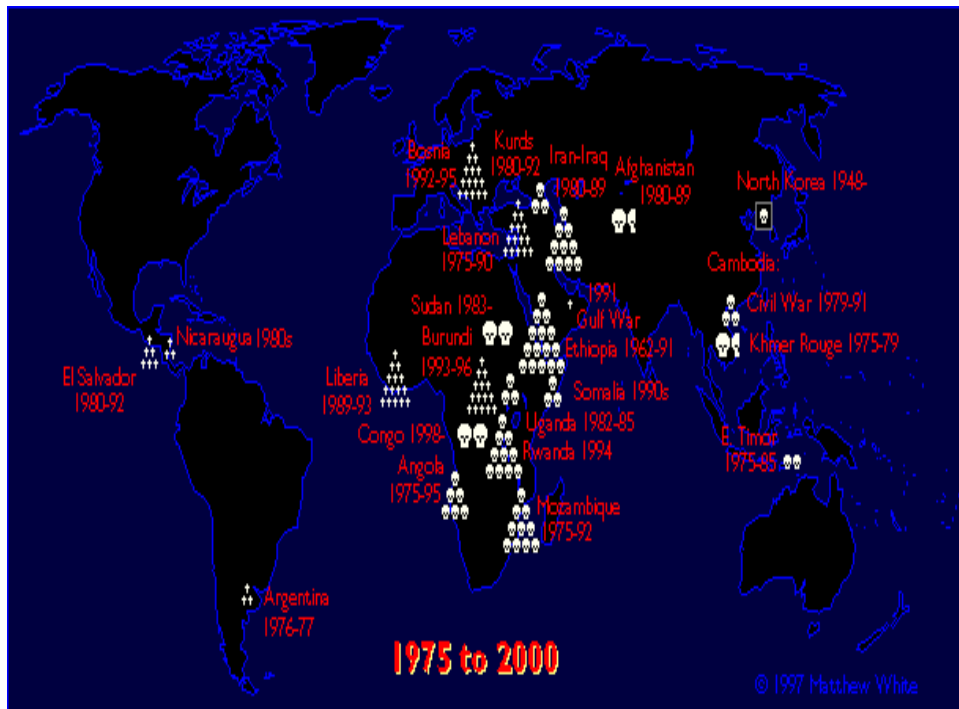 Bosnia
1992-95
Kurds
1980-92
Iran-Iraq
1980-89
Afghanistan
1980-89
North Korea 1948-
Lebanon
1975-90
Cambodia:
Civil War 1979-91
Khmer Rouge 1975-79
1991
Gulf War
Sudan 1983-
Burundi
1993-96
Ethiopia 1962-91
Somalia 1990s
Nicaraugua 1980s
El Salvador
1980-92
Liberia
1989-93
Uganda 1982-85
Congo 1998-
Rwanda 1994
E. Timor
1975-85
Angola
1975-95
Mozambique
1975-92
Argentina
1976-77
1975 to 2000
© 1997 Matthew White